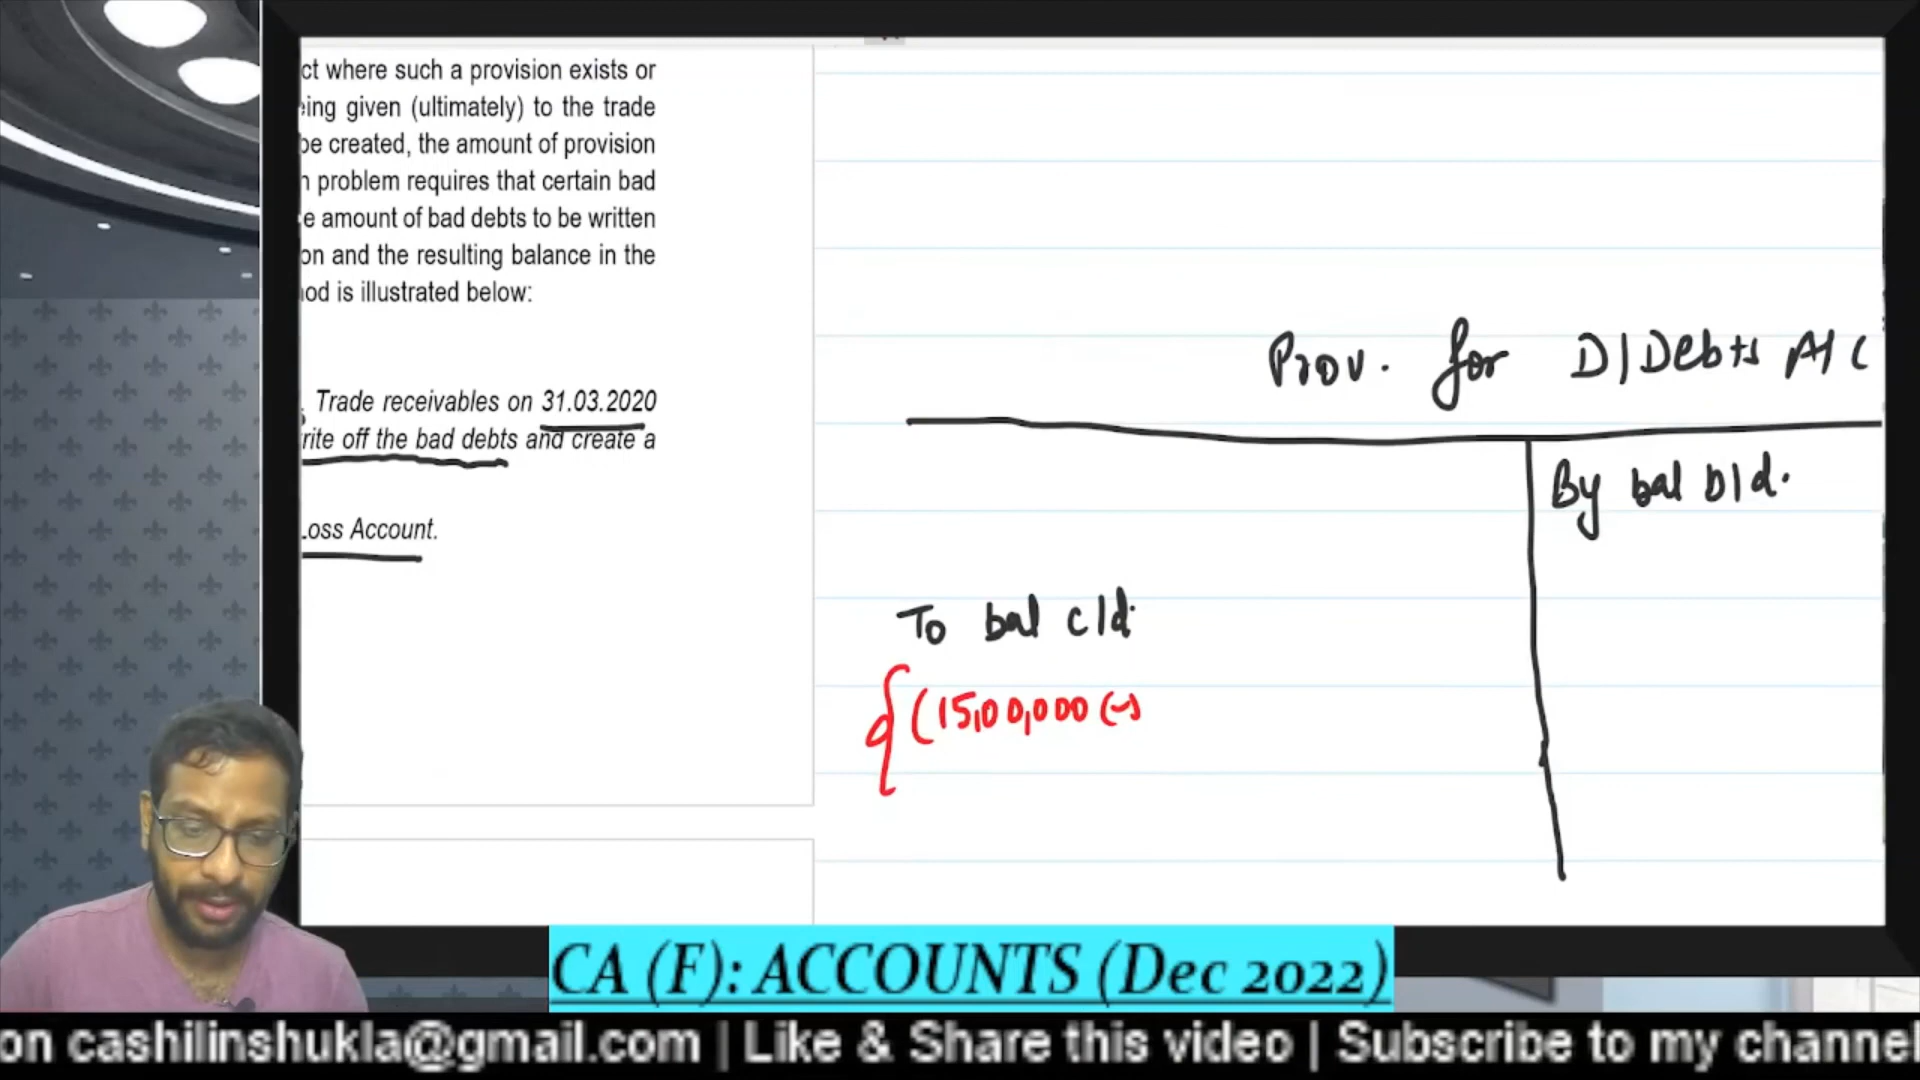 ct where such a provision exists or
eing given (ultimately) to the trade
be created, the amount of provision
problem requires that certain bad
e amount of bad debts to be written
on and the resulting balance in the
od is illustrated below:
Trade receivables on 31.03.2020
rite off the bad debts and create a
Loss Account.
Prov. for D/Debts A/C
By bal b/d.
To bal c/d.
{(15,00,000 (-)
CA (F): ACCOUNTS (Dec 2022)
on cashilinshukla@gmail.com | Like & Share this video | Subscribe to my channel